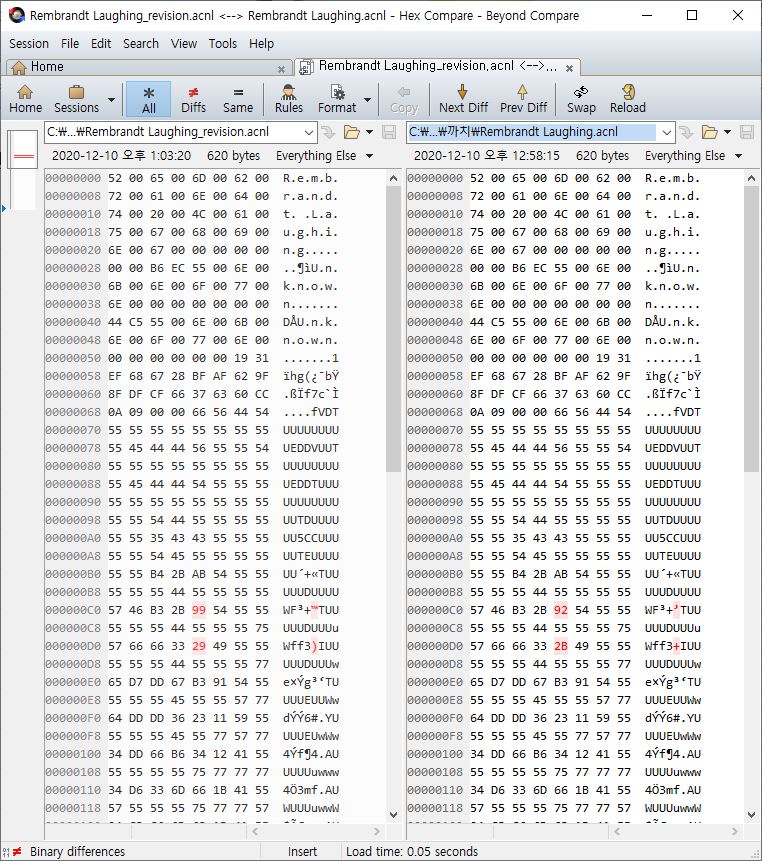 Rembrandt Laughing_revision.acnl <--> Rembrandt Laughing.acnl - Hex Compare - Beyond Compare
Session File Edit Search View Tools Help
Home Rembrandt Laughing_revision.acnl <-->...
Home Sessions All Diffs Same Rules Format Copy Next Diff Prev Diff Swap Reload
C:₩...₩Rembrandt Laughing_revision.acnl C:₩...₩까치₩Rembrandt Laughing.acnl
2020-12-10 오후 1:03:20 620 bytes Everything Else 2020-12-10 오후 12:58:15 620 bytes Everything Else
00000000 52 00 65 00 6D 00 62 00 R.e.m.b. 00000000 52 00 65 00 6D 00 62 00 R.e.m.b.
00000008 72 00 61 00 6E 00 64 00 r.a.n.d. 00000008 72 00 61 00 6E 00 64 00 r.a.n.d.
00000010 74 00 20 00 4C 00 61 00 t. .L.a. 00000010 74 00 20 00 4C 00 61 00 t. .L.a.
00000018 75 00 67 00 68 00 69 00 u.g.h.i. 00000018 75 00 67 00 68 00 69 00 u.g.h.i.
00000020 6E 00 67 00 00 00 00 00 n.g..... 00000020 6E 00 67 00 00 00 00 00 n.g.....
00000028 00 00 B6 EC 55 00 6E 00 ..¶ìU.n. 00000028 00 00 B6 EC 55 00 6E 00 ..¶ìU.n.
00000030 6B 00 6E 00 6F 00 77 00 k.n.o.w. 00000030 6B 00 6E 00 6F 00 77 00 k.n.o.w.
00000038 6E 00 00 00 00 00 00 00 n....... 00000038 6E 00 00 00 00 00 00 00 n.......
00000040 44 C5 55 00 6E 00 6B 00 DÅU.n.k. 00000040 44 C5 55 00 6E 00 6B 00 DÅU.n.k.
00000048 6E 00 6F 00 77 00 6E 00 n.o.w.n. 00000048 6E 00 6F 00 77 00 6E 00 n.o.w.n.
00000050 00 00 00 00 00 00 19 31 .......1 00000050 00 00 00 00 00 00 19 31 .......1
00000058 EF 68 67 28 BF AF 62 9F ïhg(¿¯bŸ 00000058 EF 68 67 28 BF AF 62 9F ïhg(¿¯bŸ
00000060 8F DF CF 66 37 63 60 CC .ßÏf7c`Ì 00000060 8F DF CF 66 37 63 60 CC .ßÏf7c`Ì
00000068 0A 09 00 00 66 56 44 54 ....fVDT 00000068 0A 09 00 00 66 56 44 54 ....fVDT
00000070 55 55 55 55 55 55 55 55 UUUUUUUU 00000070 55 55 55 55 55 55 55 55 UUUUUUUU
00000078 55 45 44 44 56 55 55 54 UEDDVUUT 00000078 55 45 44 44 56 55 55 54 UEDDVUUT
00000080 55 55 55 55 55 55 55 55 UUUUUUUU 00000080 55 55 55 55 55 55 55 55 UUUUUUUU
00000088 55 45 44 44 54 55 55 55 UEDDTUUU 00000088 55 45 44 44 54 55 55 55 UEDDTUUU
00000090 55 55 55 55 55 55 55 55 UUUUUUUU 00000090 55 55 55 55 55 55 55 55 UUUUUUUU
00000098 55 55 54 44 55 55 55 55 UUTDUUUU 00000098 55 55 54 44 55 55 55 55 UUTDUUUU
000000A0 55 55 35 43 43 55 55 55 UU5CCUUU 000000A0 55 55 35 43 43 55 55 55 UU5CCUUU
000000A8 55 55 54 45 55 55 55 55 UUTEUUUU 000000A8 55 55 54 45 55 55 55 55 UUTEUUUU
000000B0 55 55 B4 2B AB 54 55 55 UU´+«TUU 000000B0 55 55 B4 2B AB 54 55 55 UU´+«TUU
000000B8 55 55 55 44 55 55 55 55 UUUDUUUU 000000B8 55 55 55 44 55 55 55 55 UUUDUUUU
000000C0 57 46 B3 2B 99 54 55 55 WF³+™TUU 000000C0 57 46 B3 2B 92 54 55 55 WF³+’TUU
000000C8 55 55 55 44 55 55 55 75 UUUDUUUu 000000C8 55 55 55 44 55 55 55 75 UUUDUUUu
000000D0 57 66 66 33 29 49 55 55 Wff3)IUU 000000D0 57 66 66 33 2B 49 55 55 Wff3+IUU
000000D8 55 55 55 44 55 55 55 77 UUUDUUUw 000000D8 55 55 55 44 55 55 55 77 UUUDUUUw
000000E0 65 D7 DD 67 B3 91 54 55 e×Ýg³‘TU 000000E0 65 D7 DD 67 B3 91 54 55 e×Ýg³‘TU
000000E8 55 55 55 45 55 55 57 77 UUUEUUWw 000000E8 55 55 55 45 55 55 57 77 UUUEUUWw
000000F0 64 DD DD 36 23 11 59 55 dÝÝ6#.YU 000000F0 64 DD DD 36 23 11 59 55 dÝÝ6#.YU
000000F8 55 55 55 45 55 77 57 77 UUUEUwWw 000000F8 55 55 55 45 55 77 57 77 UUUEUwWw
00000100 34 DD 66 B6 34 12 41 55 4Ýf¶4.AU 00000100 34 DD 66 B6 34 12 41 55 4Ýf¶4.AU
00000108 55 55 55 55 75 77 77 77 UUUUuwww 00000108 55 55 55 55 75 77 77 77 UUUUuwww
00000110 34 D6 33 6D 66 1B 41 55 4Ö3mf.AU 00000110 34 D6 33 6D 66 1B 41 55 4Ö3mf.AU
00000118 57 55 55 55 75 77 77 57 WUUUuwwW 00000118 57 55 55 55 75 77 77 57 WUUUuwwW
Binary differences Insert Load time: 0.05 seconds